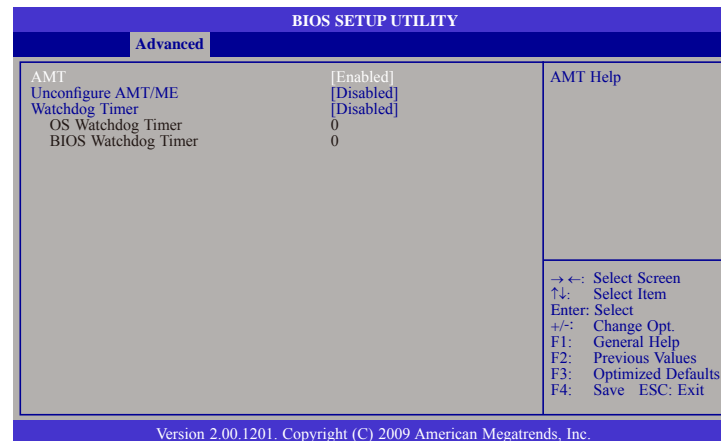 BIOS SETUP UTILITY
Advanced
AMT [Enabled]
Unconfigure AMT/ME [Disabled]
Watchdog Timer [Disabled]
OS Watchdog Timer 0
BIOS Watchdog Timer 0
AMT Help
→←: Select Screen
↑↓: Select Item
Enter: Select
+/-: Change Opt.
F1: General Help
F2: Previous Values
F3: Optimized Defaults
F4: Save ESC: Exit
Version 2.00.1201. Copyright (C) 2009 American Megatrends, Inc.